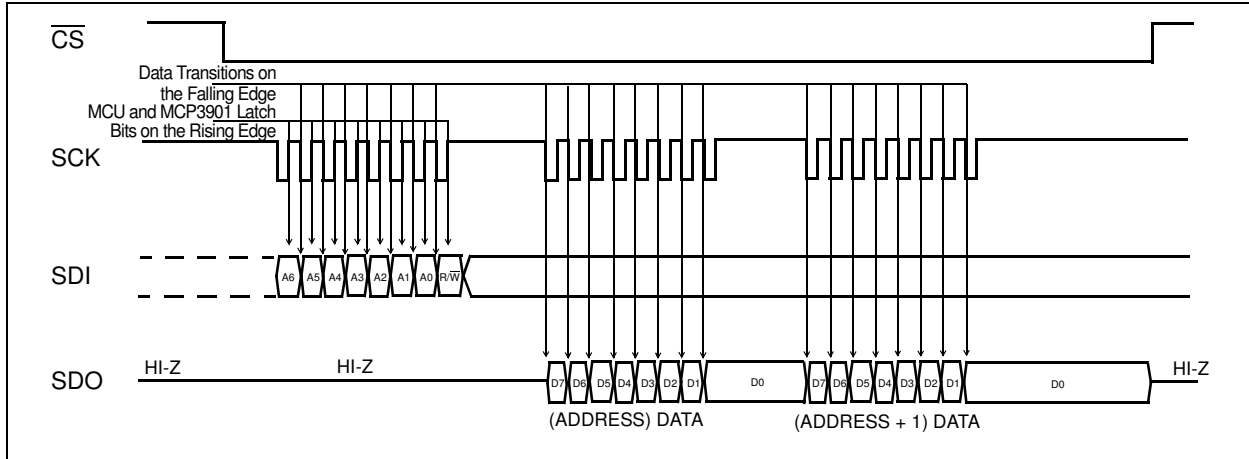 CS
Data Transitions on
the Falling Edge
MCU and MCP3901 Latch
Bits on the Rising Edge
SCK
SDI
A6 A5 A4 A3 A2 A1 A0 R/W
SDO
HI-Z HI-Z D7 D6 D5 D4 D3 D2 D1 D0 D7 D6 D5 D4 D3 D2 D1 D0 HI-Z
(ADDRESS) DATA (ADDRESS + 1) DATA